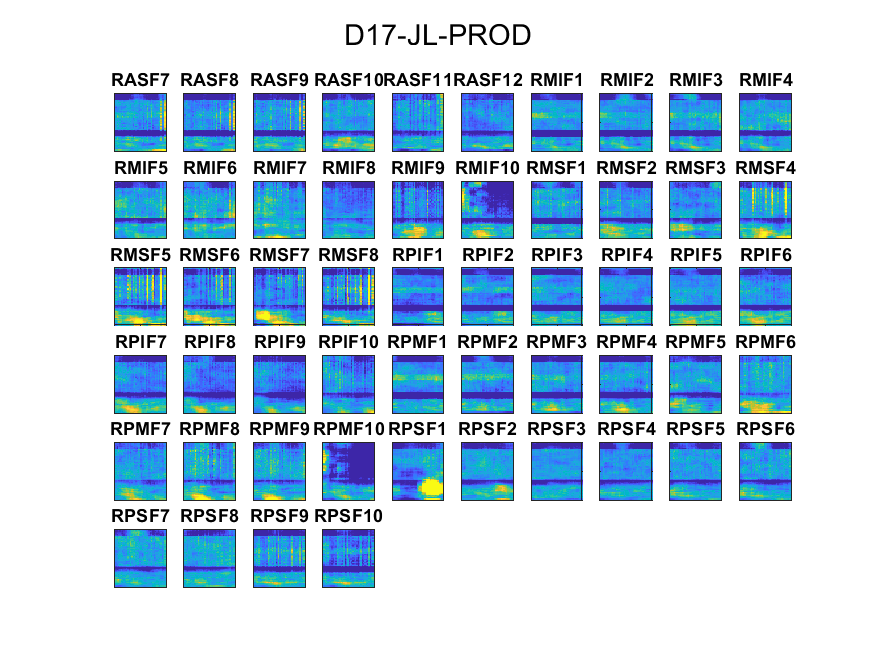 D17-JL-PROD
RASF7 RASF8 RASF9 RASF10 RASF11 RASF12 RMIF1 RMIF2 RMIF3 RMIF4
RMIF5 RMIF6 RMIF7 RMIF8 RMIF9 RMIF10 RMSF1 RMSF2 RMSF3 RMSF4
RMSF5 RMSF6 RMSF7 RMSF8 RPIF1 RPIF2 RPIF3 RPIF4 RPIF5 RPIF6
RPIF7 RPIF8 RPIF9 RPIF10 RPMF1 RPMF2 RPMF3 RPMF4 RPMF5 RPMF6
RPMF7 RPMF8 RPMF9 RPMF10 RPSF1 RPSF2 RPSF3 RPSF4 RPSF5 RPSF6
RPSF7 RPSF8 RPSF9 RPSF10